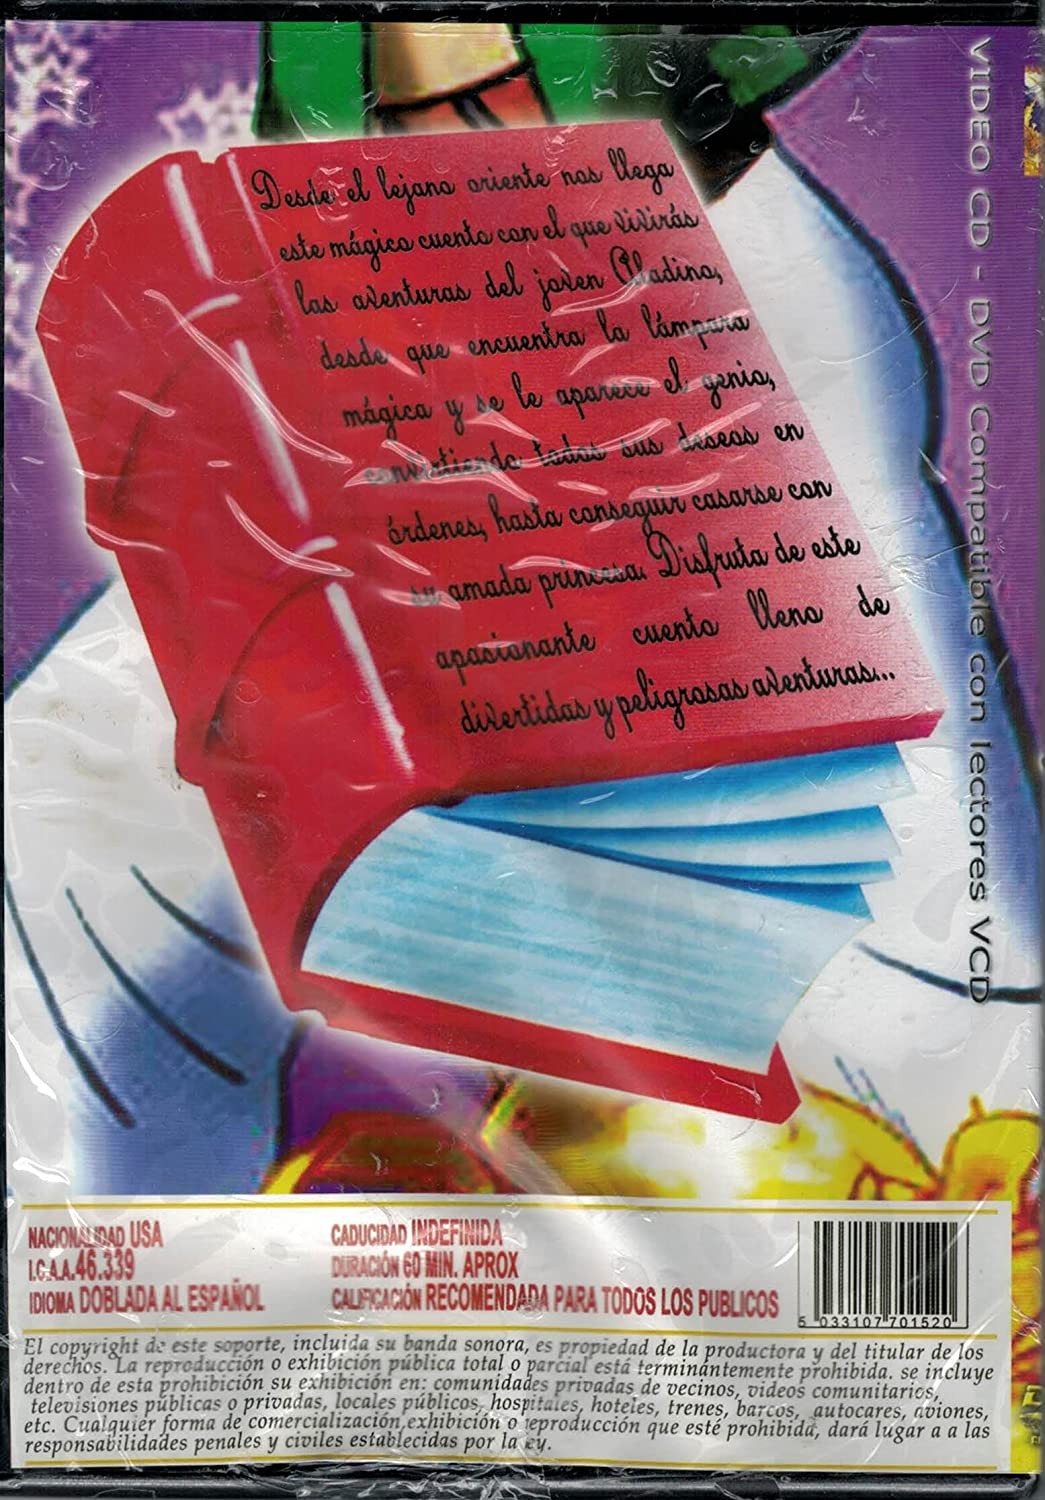 Desde el lejano oriente nos llega
este mágico cuento con el que vivirás
las aventuras del joven Aladino,
desde que encuentra la lámpara
mágica y se le aparece el genio,
convirtiendo todos sus deseos en
órdenes, hasta conseguir casarse con
su amada princesa. Disfruta de este
apasionante cuento lleno de
divertidas y peligrosas aventuras...
VIDEO CD - DVD Compatible con lectores VCD
NACIONALIDAD USA
I.C.A.A.46.339
IDIOMA DOBLADA AL ESPAÑOL
CADUCIDAD INDEFINIDA
DURACIÓN 60 MIN. APROX
CALIFICACIÓN RECOMENDADA PARA TODOS LOS PUBLICOS
5 033107 701520
El copyright de este soporte, incluida su banda sonora, es propiedad de la productora y del titular de los
derechos. La reproducción o exhibición pública total o parcial está terminántemente prohibida. se incluye
dentro de esta prohibición su exhibición en: comunidades privadas de vecinos, videos comunitarios,
televisiones públicas o privadas, locales públicos, hospitales, hoteles, trenes, barcos, autocares, aviones,
etc. Cualquier forma de comercialización,exhibición o reproducción que esté prohibida, dará lugar a a las
responsabilidades penales y civiles establecidas por la ley.